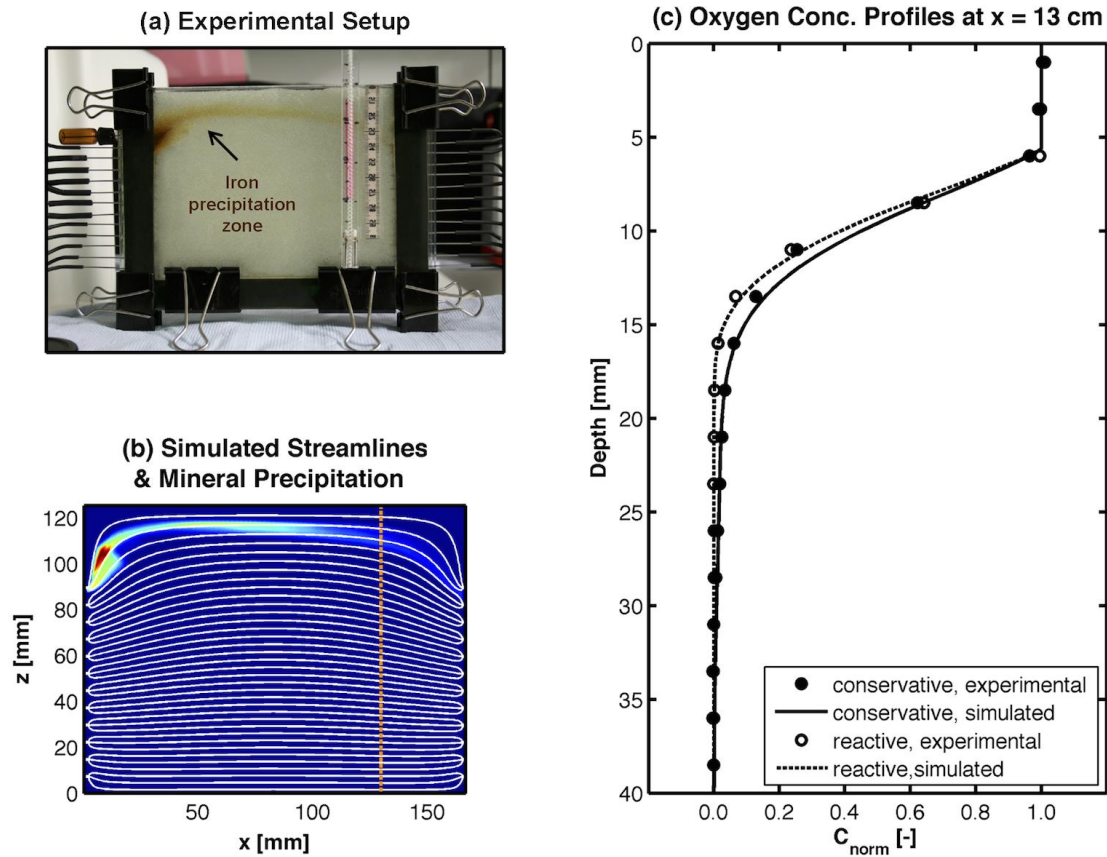 (a) Experimental Setup
Iron
precipitation
zone
(b) Simulated Streamlines
& Mineral Precipitation
120
100
80
60
40
20
0
z [mm]
50
100
150
x [mm]
(c) Oxygen Conc. Profiles at x = 13 cm
0
5
10
15
20
25
30
35
40
Depth [mm]
0.0
0.2
0.4
0.6
0.8
1.0
C_norm [-]
conservative, experimental
conservative, simulated
reactive, experimental
reactive,simulated